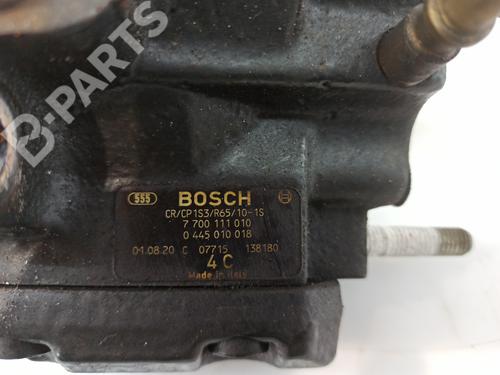 B-PARTS
555 BOSCH
CR/CP1S3/R65/10-1S
7 700 111 010
0 445 010 018
01.08.20 C 07715 138180
4 C
Made in Italy